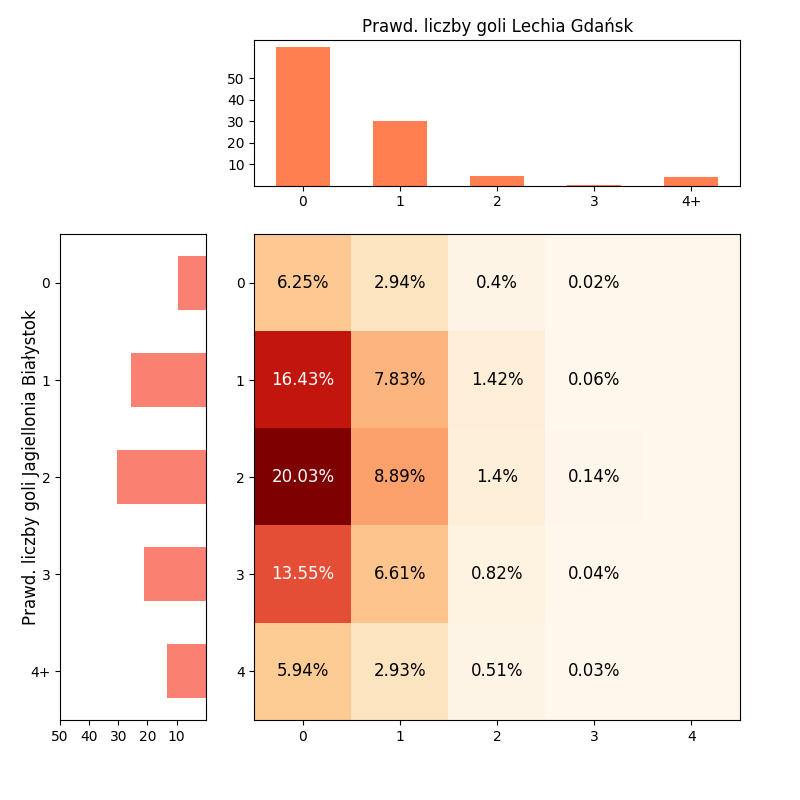 Prawd. liczby goli Lechia Gdańsk
50
40
30
20
10
0 1 2 3 4+
Prawd. liczby goli Jagiellonia Białystok
0
1
2
3
4+
50 40 30 20 10
0 6.25% 2.94% 0.4% 0.02%
1 16.43% 7.83% 1.42% 0.06%
2 20.03% 8.89% 1.4% 0.14%
3 13.55% 6.61% 0.82% 0.04%
4 5.94% 2.93% 0.51% 0.03%
0 1 2 3 4